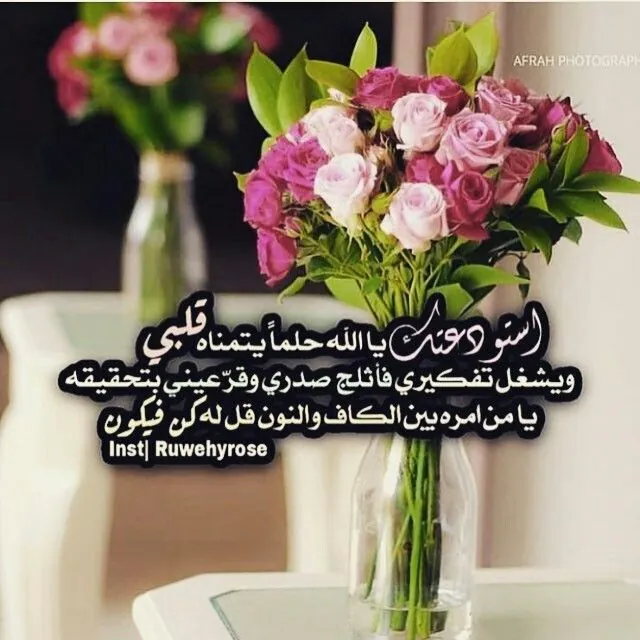 AFRAH PHOTOGRAPH
استودعتك يا الله حلماً يتمناه قلبي
ويشغل تفكيري فأثلج صدري وقرّ عيني بتحقيقه
يا من امره بين الكاف والنون قل له كن فيكون
Inst| Ruwehyrose